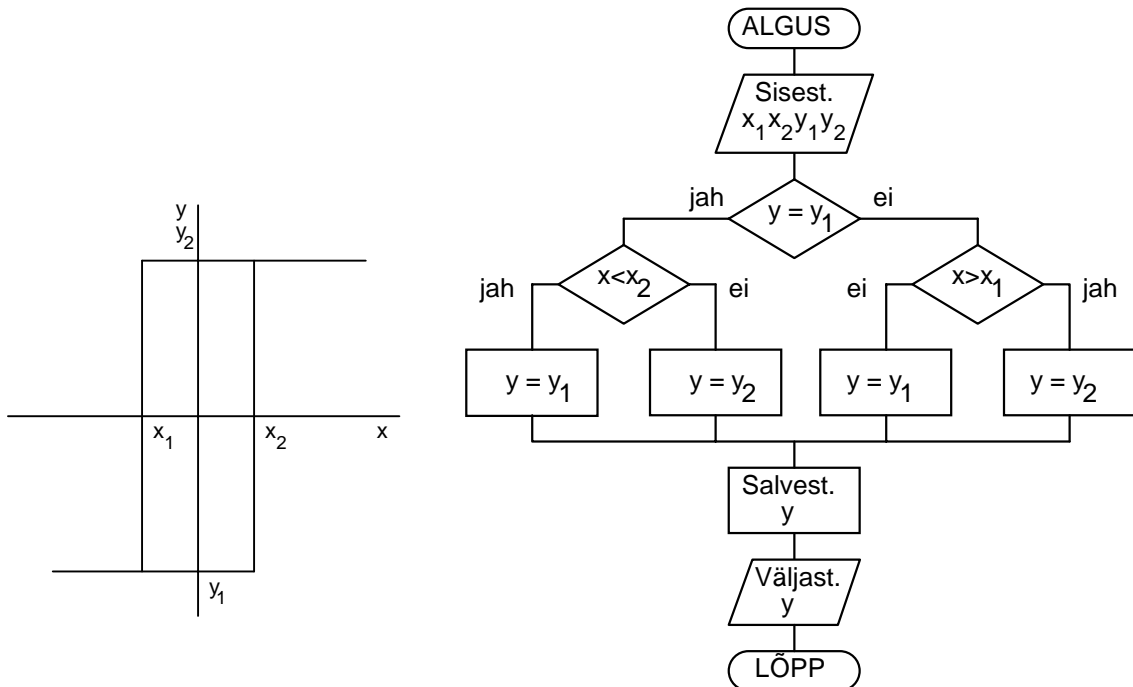 y
y₂
x₁
x₂
x
y₁
ALGUS
Sisest.
x₁x₂y₁y₂
jah
ei
y = y₁
jah
x<x₂
ei
ei
x>x₁
jah
y = y₁
y = y₂
y = y₁
y = y₂
Salvest.
y
Väljast.
y
LÕPP